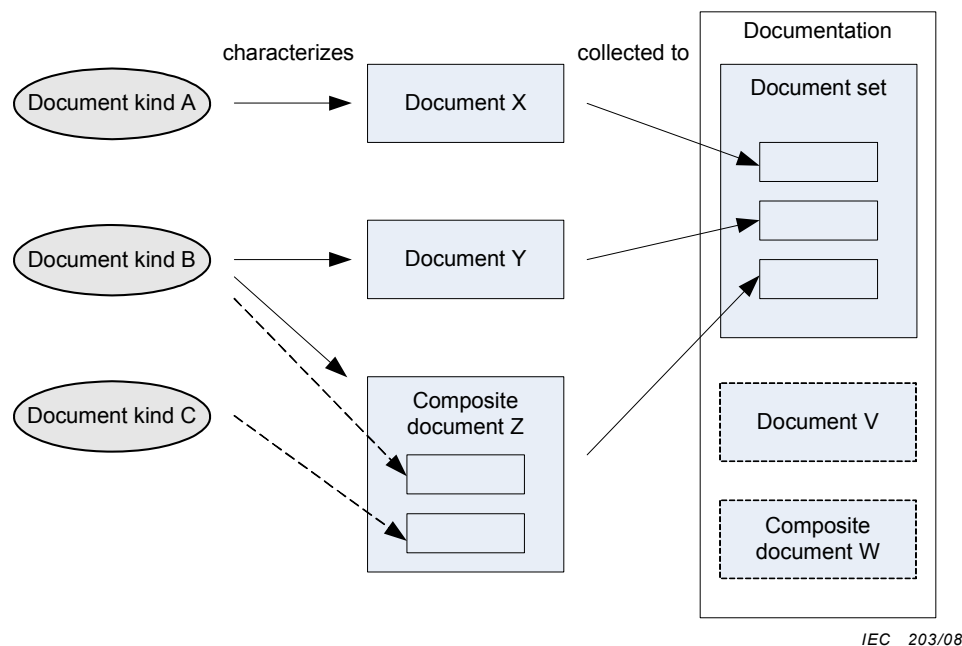 characterizes
collected to
Documentation
Document kind A
Document X
Document set
Document kind B
Document Y
Document kind C
Composite
document Z
Document V
Composite
document W
IEC 203/08